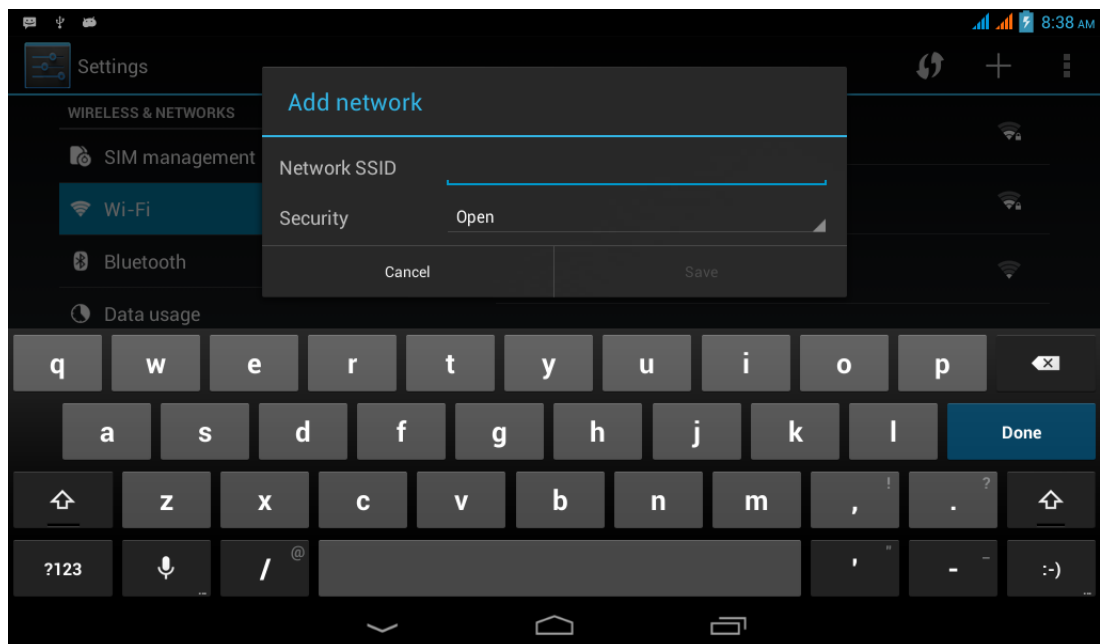 8:38 AM
Settings
WIRELESS & NETWORKS
SIM management
Wi-Fi
Bluetooth
Data usage
Add network
Network SSID
Security Open
Cancel Save
q w e r t y u i o p
a s d f g h j k l Done
z x c v b n m , ! . ?
?123 / @ ' " - _ :-)